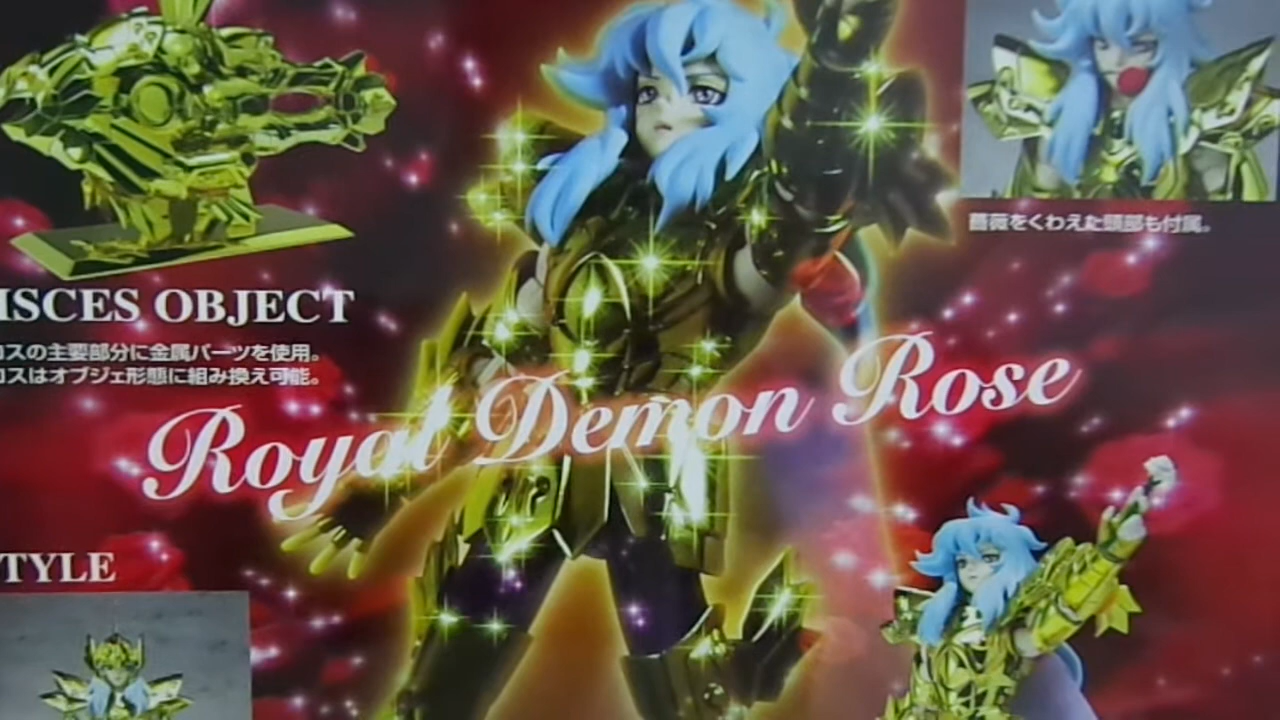 ISCES OBJECT
ロスの主要部分に金属パーツを使用。
ロスはオブジェ形態に組み換え可能。
薔薇をくわえた頭部も付属。
Royal Demon Rose
TYLE